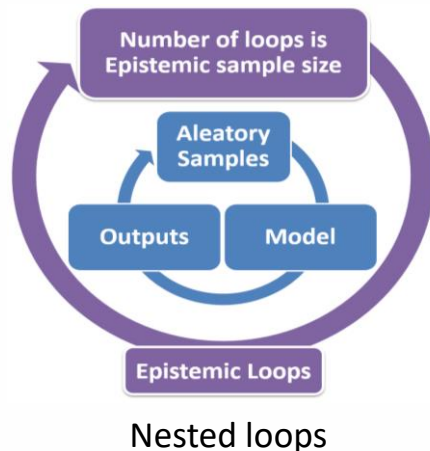 Number of loops is
Epistemic sample size
Aleatory
Samples
Outputs
Model
Epistemic Loops
Nested loops